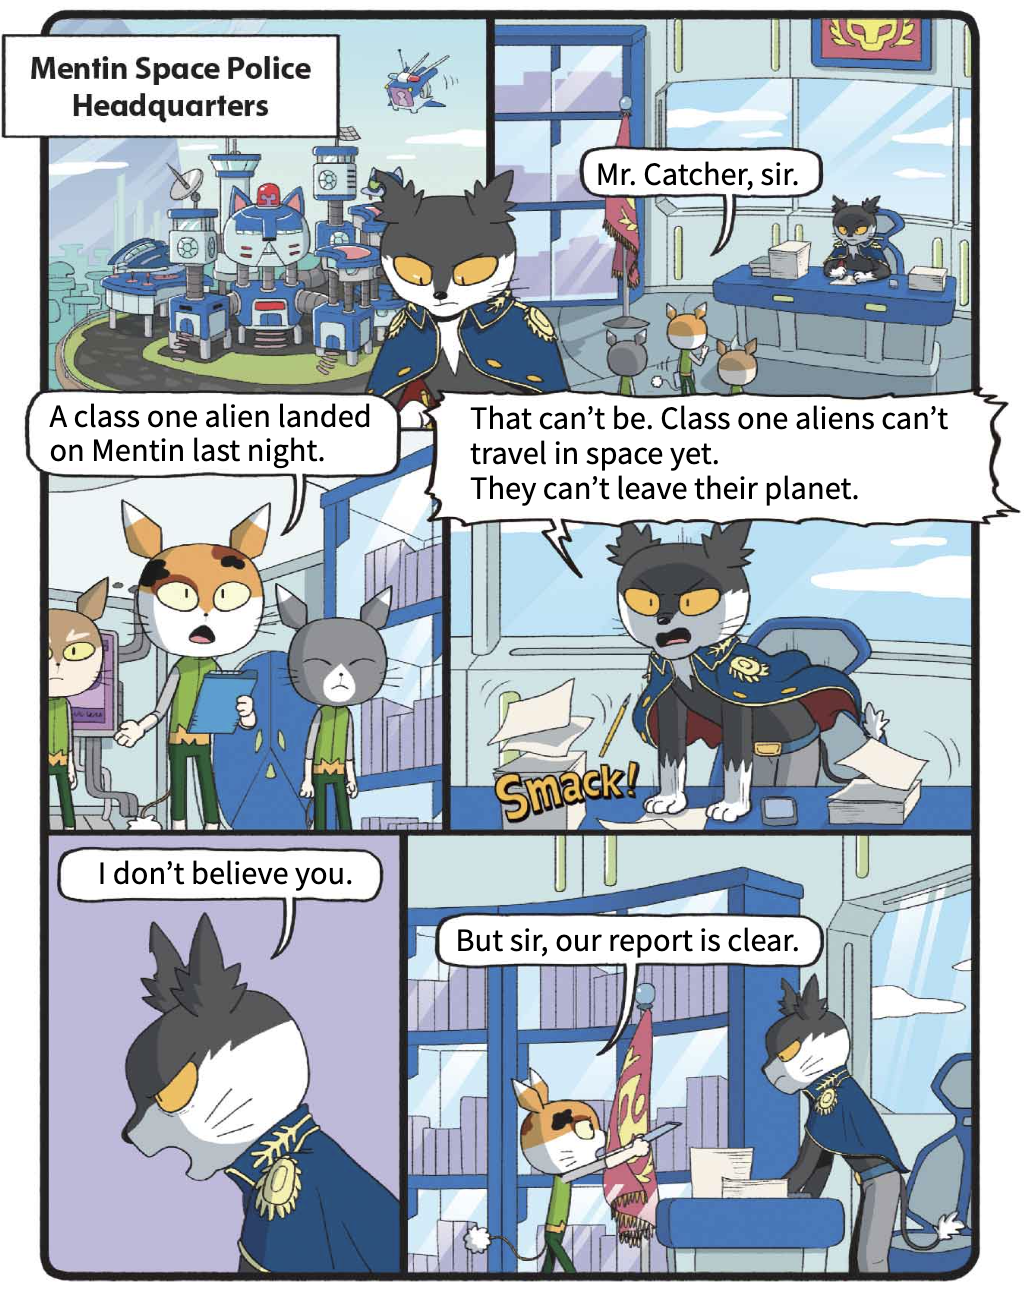 Mentin Space Police
Headquarters
Mr. Catcher, sir.
A class one alien landed
on Mentin last night.
That can't be. Class one aliens can't
travel in space yet.
They can't leave their planet.
Smack!
I don't believe you.
But sir, our report is clear.